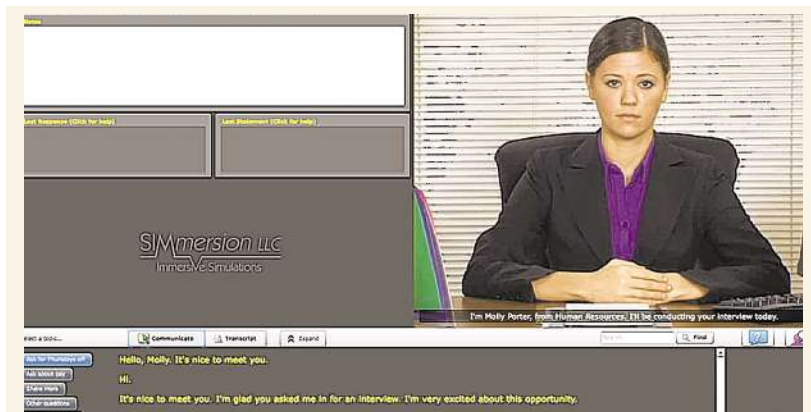 Notes
Last Response (Click for help)
Last Statement (Click for help)
SIMmersion LLC
Immersive Simulations
I'm Molly Porter, from Human Resources. I'll be conducting your interview today.
Select a topic...
Communicate
Transcript
Expand
Search
Find
?
Ask for Thursdays off
Ask about pay
Share more
Other questions
Hello, Molly. It's nice to meet you.
Hi.
It's nice to meet you. I'm glad you asked me in for an interview. I'm very excited about this opportunity.